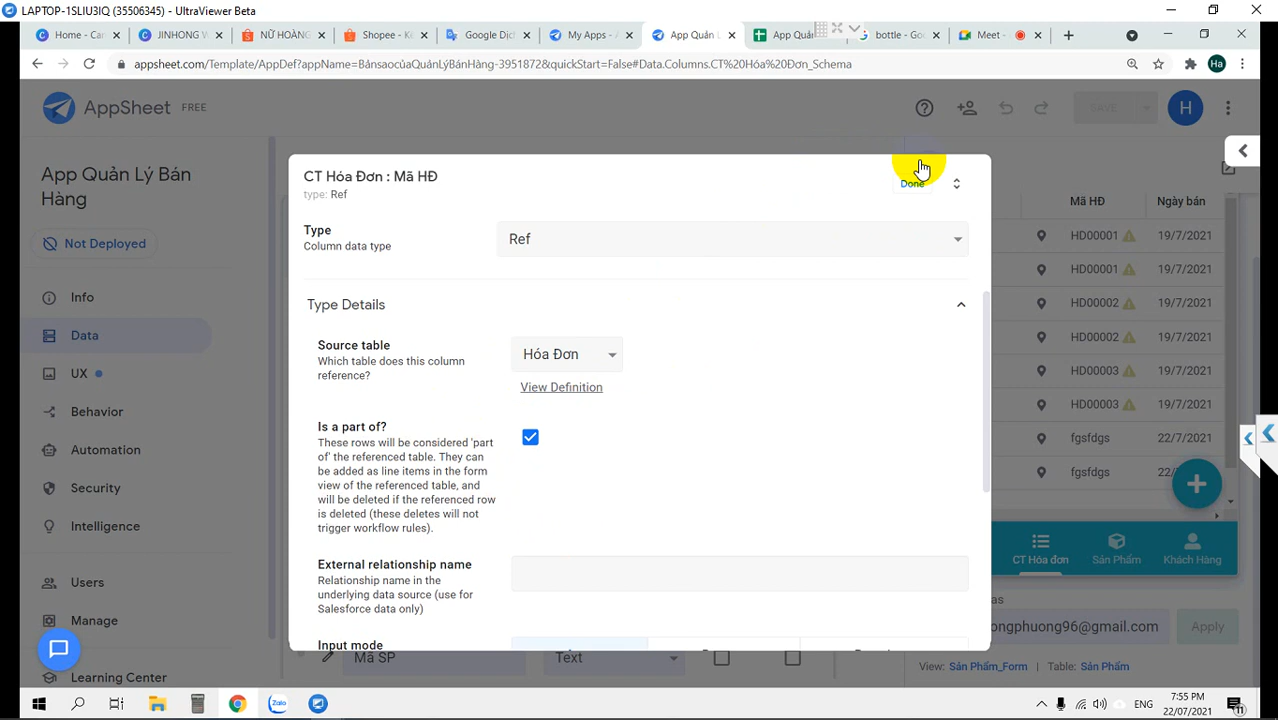 LAPTOP-1SLIU3IQ (35506345) - UltraViewer Beta
Home - Car
JINHONG V
NỮ HOÀNG
Shopee - K
Google Dic
My Apps - A
App Quản L
App Quản
bottle - Goo
Meet -
appsheet.com/Template/AppDef?appName=BảnsaocủaQuảnLýBánHàng-3951872&quickStart=False#Data.Columns.CT%20Hóa%20Đơn_Schema
Ha
AppSheet FREE
SAVE
H
App Quản Lý Bán
Hàng
Not Deployed
Info
Data
UX
Behavior
Automation
Security
Intelligence
Users
Manage
Learning Center
CT Hóa Đơn : Mã HĐ
type: Ref
Done
Type
Column data type
Ref
Type Details
Source table
Which table does this column
reference?
Hóa Đơn
View Definition
Is a part of?
These rows will be considered 'part
of' the referenced table. They can
be added as line items in the form
view of the referenced table, and
will be deleted if the referenced row
is deleted (these deletes will not
trigger workflow rules).
External relationship name
Relationship name in the
underlying data source (use for
Salesforce data only)
Input mode
Mã SP
Text
Mã HĐ Ngày bán
HD00001 19/7/2021
HD00001 19/7/2021
HD00002 19/7/2021
HD00002 19/7/2021
HD00003 19/7/2021
HD00003 19/7/2021
fgsfdgs 22/7/2021
fgsfdgs 22/
CT Hóa đơn
Sản Phẩm
Khách Hàng
as
ongphuong96@gmail.com
Apply
View: Sản Phẩm_Form | Table: Sản Phẩm
Zalo
ENG
7:55 PM
22/07/2021
11